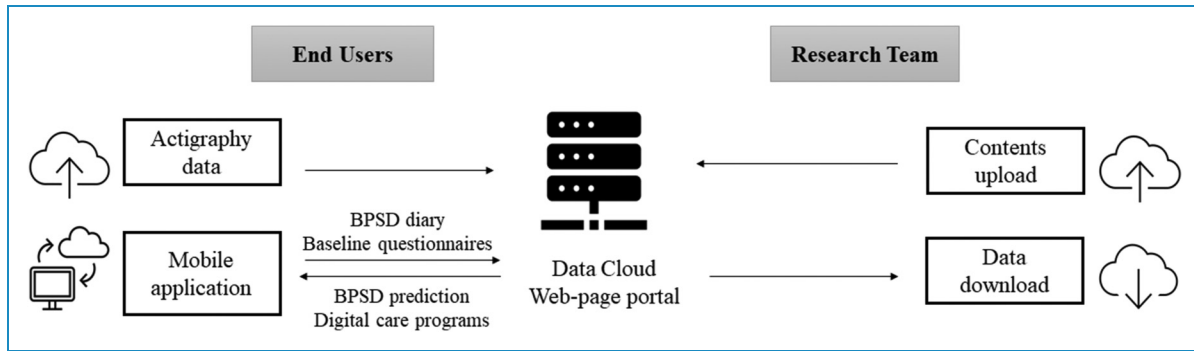 End Users
Research Team
Actigraphy
data
Contents
upload
BPSD diary
Baseline questionnaires
Mobile
application
BPSD prediction
Digital care programs
Data Cloud
Web-page portal
Data
download